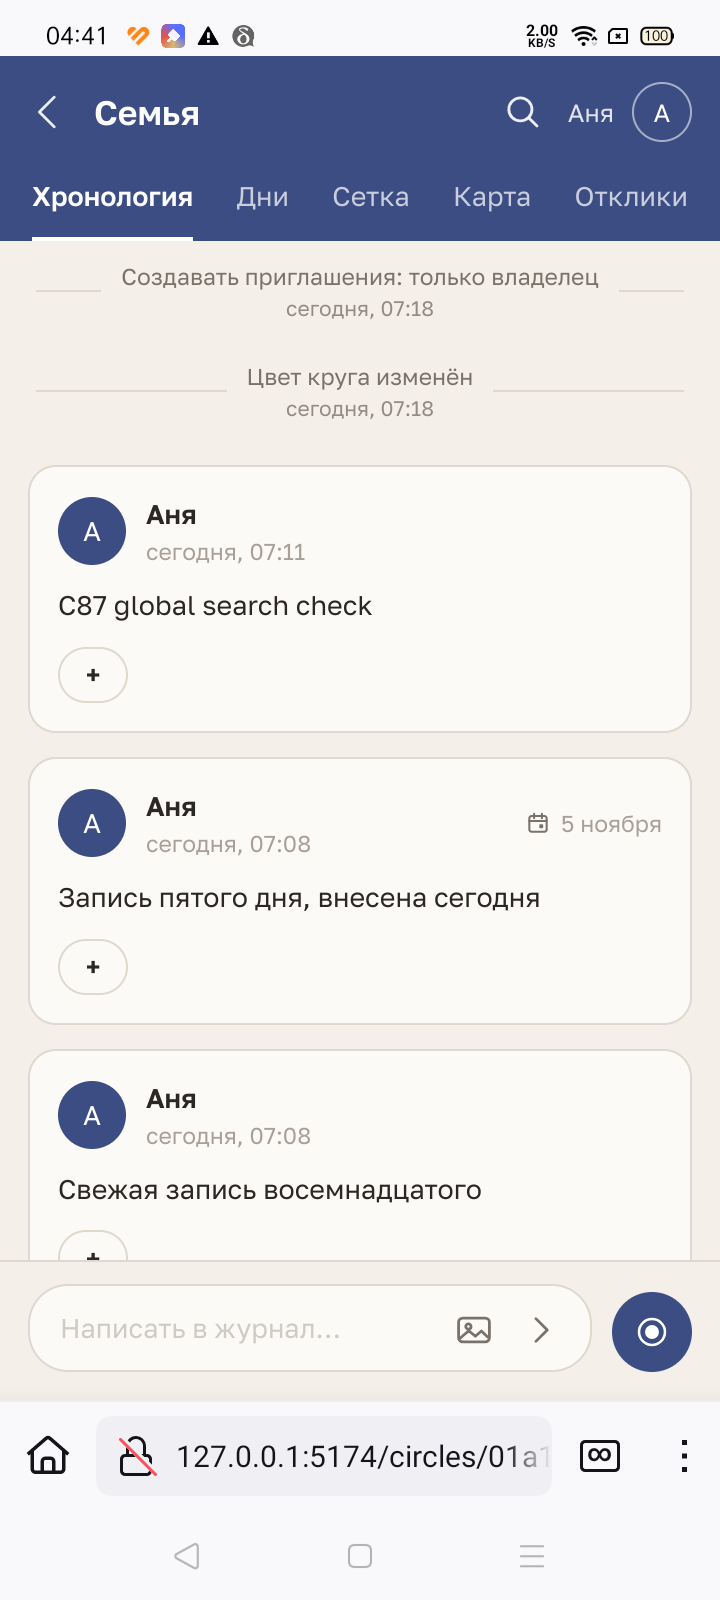 04:41
2.00
KB/S
100
Семья
Аня
А
Хронология Дни Сетка Карта Отклики
Создавать приглашения: только владелец
сегодня, 07:18
Цвет круга изменён
сегодня, 07:18
А
Аня
сегодня, 07:11
C87 global search check
+
А
Аня
сегодня, 07:08
5 ноября
Запись пятого дня, внесена сегодня
+
А
Аня
сегодня, 07:08
Свежая запись восемнадцатого
+
Написать в журнал...
127.0.0.1:5174/circles/01a1